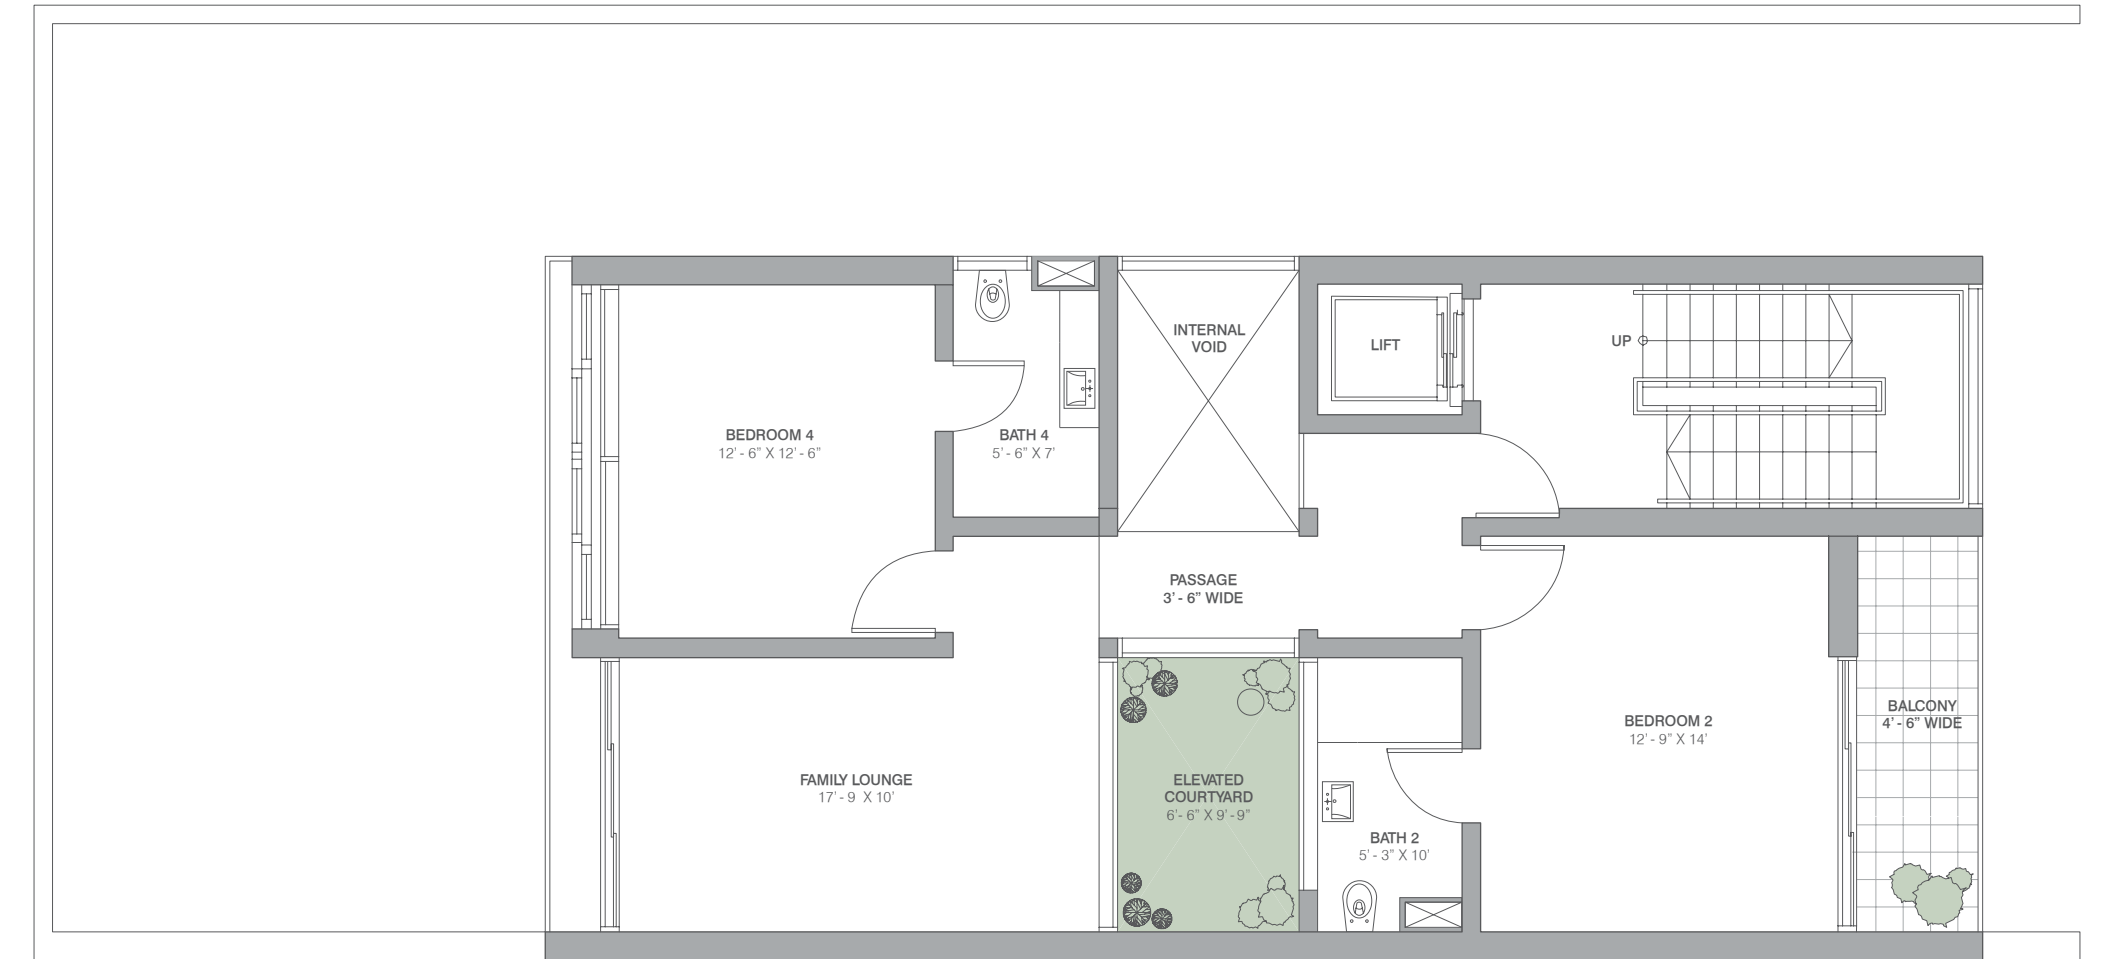 INTERNAL
VOID
LIFT
UP
BEDROOM 4
12' - 6” X 12' - 6”
BATH 4
5' - 6” X 7'
PASSAGE
3' - 6” WIDE
BEDROOM 2
12' - 9” X 14'
BALCONY
4' - 6” WIDE
FAMILY LOUNGE
17' - 9 X 10'
ELEVATED
COURTYARD
6' - 6” X 9' - 9”
BATH 2
5' - 3” X 10'